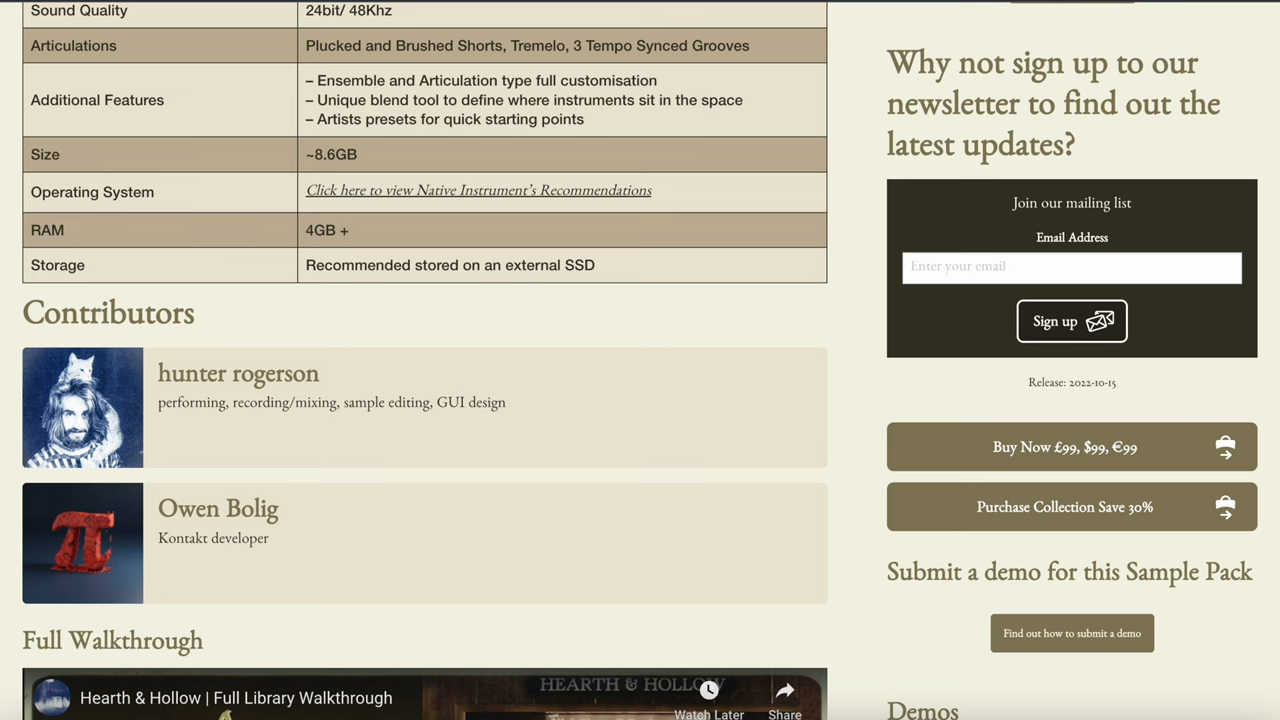 Sound Quality
24bit/ 48Khz
Articulations
Plucked and Brushed Shorts, Tremelo, 3 Tempo Synced Grooves
Additional Features
– Ensemble and Articulation type full customisation
– Unique blend tool to define where instruments sit in the space
– Artists presets for quick starting points
Size
~8.6GB
Operating System
Click here to view Native Instrument's Recommendations
RAM
4GB +
Storage
Recommended stored on an external SSD
Contributors
hunter rogerson
performing, recording/mixing, sample editing, GUI design
Owen Bolig
Kontakt developer
Full Walkthrough
Hearth & Hollow | Full Library Walkthrough
HEARTH & HOLLOW
Watch Later
Share
Why not sign up to our
newsletter to find out the
latest updates?
Join our mailing list
Email Address
Enter your email
Sign up
Release: 2022-10-15
Buy Now £99, $99, €99
Purchase Collection Save 30%
Submit a demo for this Sample Pack
Find out how to submit a demo
Demos